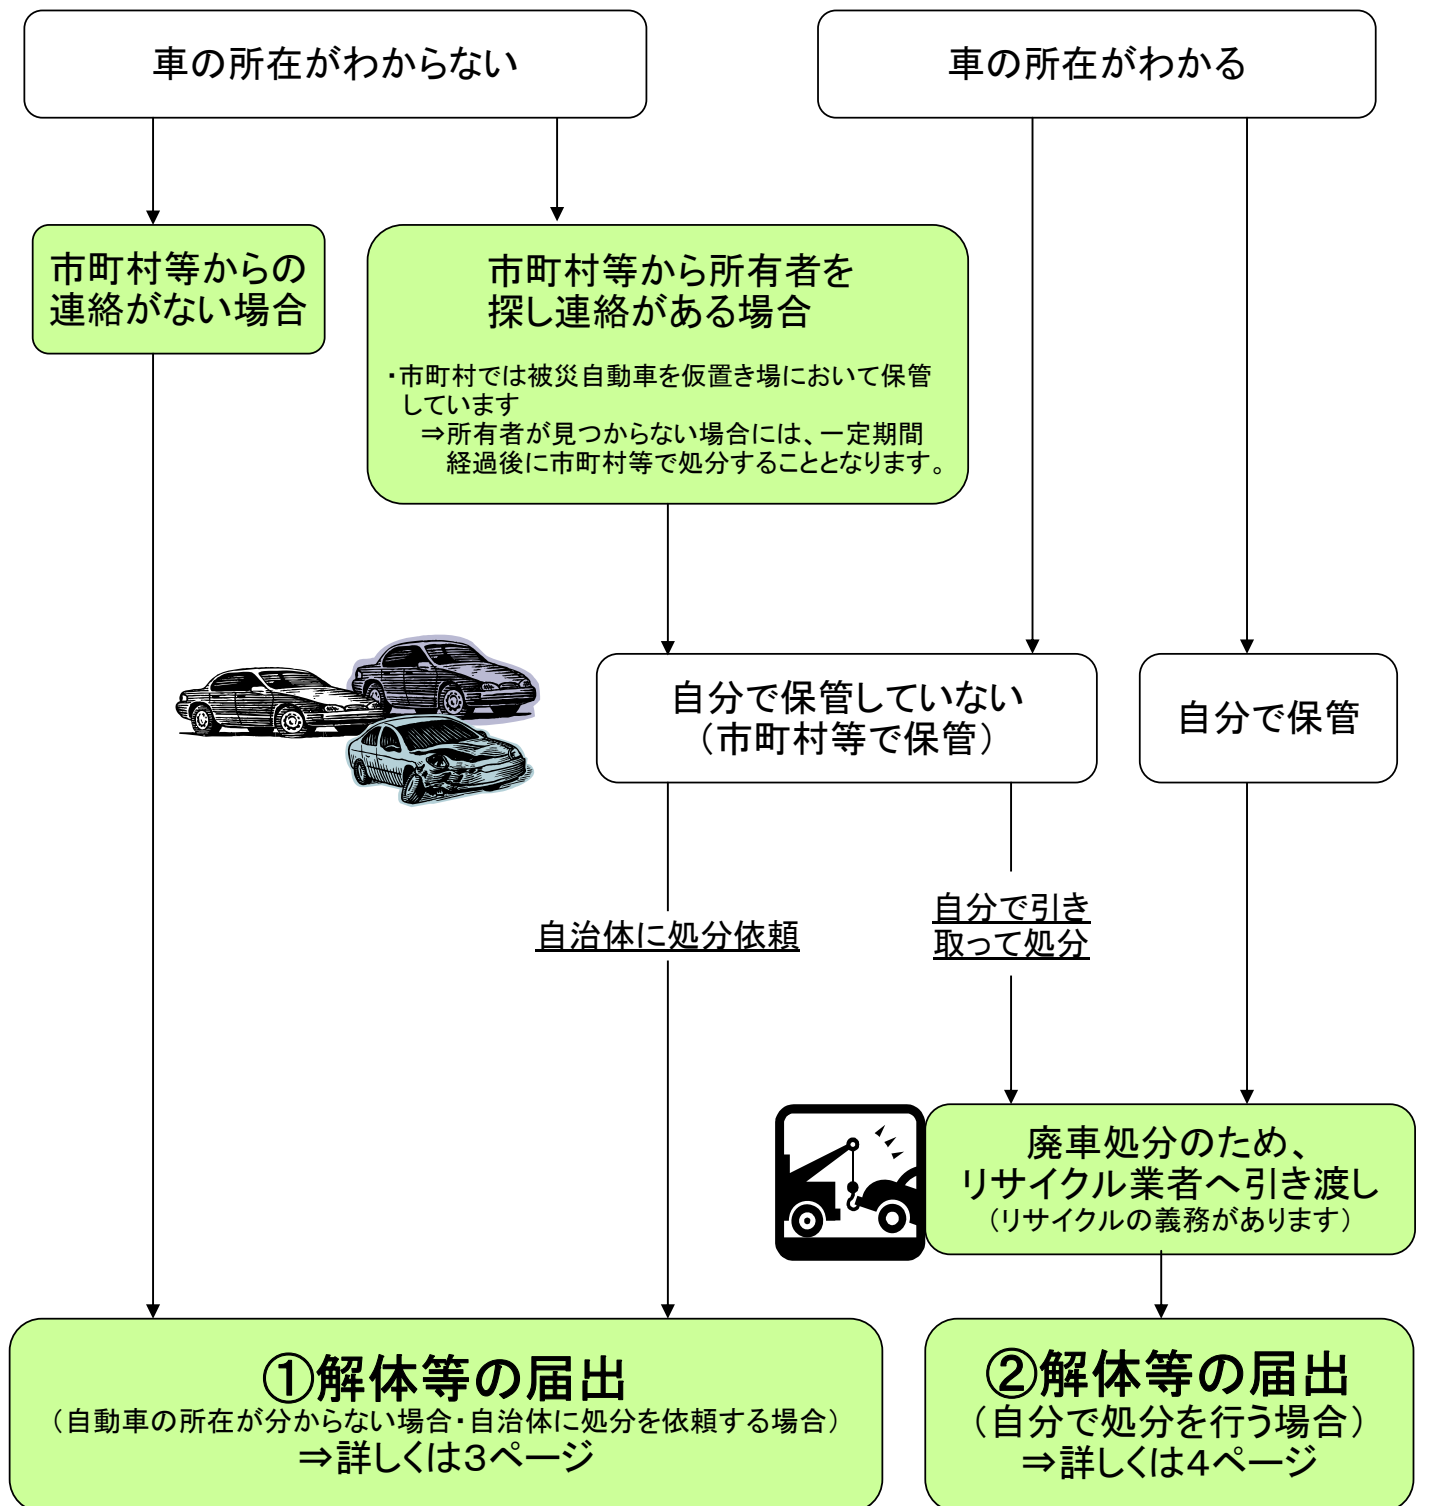 車の所在がわからない
車の所在がわかる
市町村等からの
連絡がない場合
市町村等から所有者を
探し連絡がある場合
・市町村では被災自動車を仮置き場において保管
しています
⇒所有者が見つからない場合には、一定期間
経過後に市町村等で処分することとなります。
自分で保管していない
（市町村等で保管）
自分で保管
自治体に処分依頼
自分で引き
取って処分
廃車処分のため、
リサイクル業者へ引き渡し
（リサイクルの義務があります）
①解体等の届出
（自動車の所在が分からない場合・自治体に処分を依頼する場合）
⇒詳しくは３ページ
②解体等の届出
（自分で処分を行う場合）
⇒詳しくは４ページ